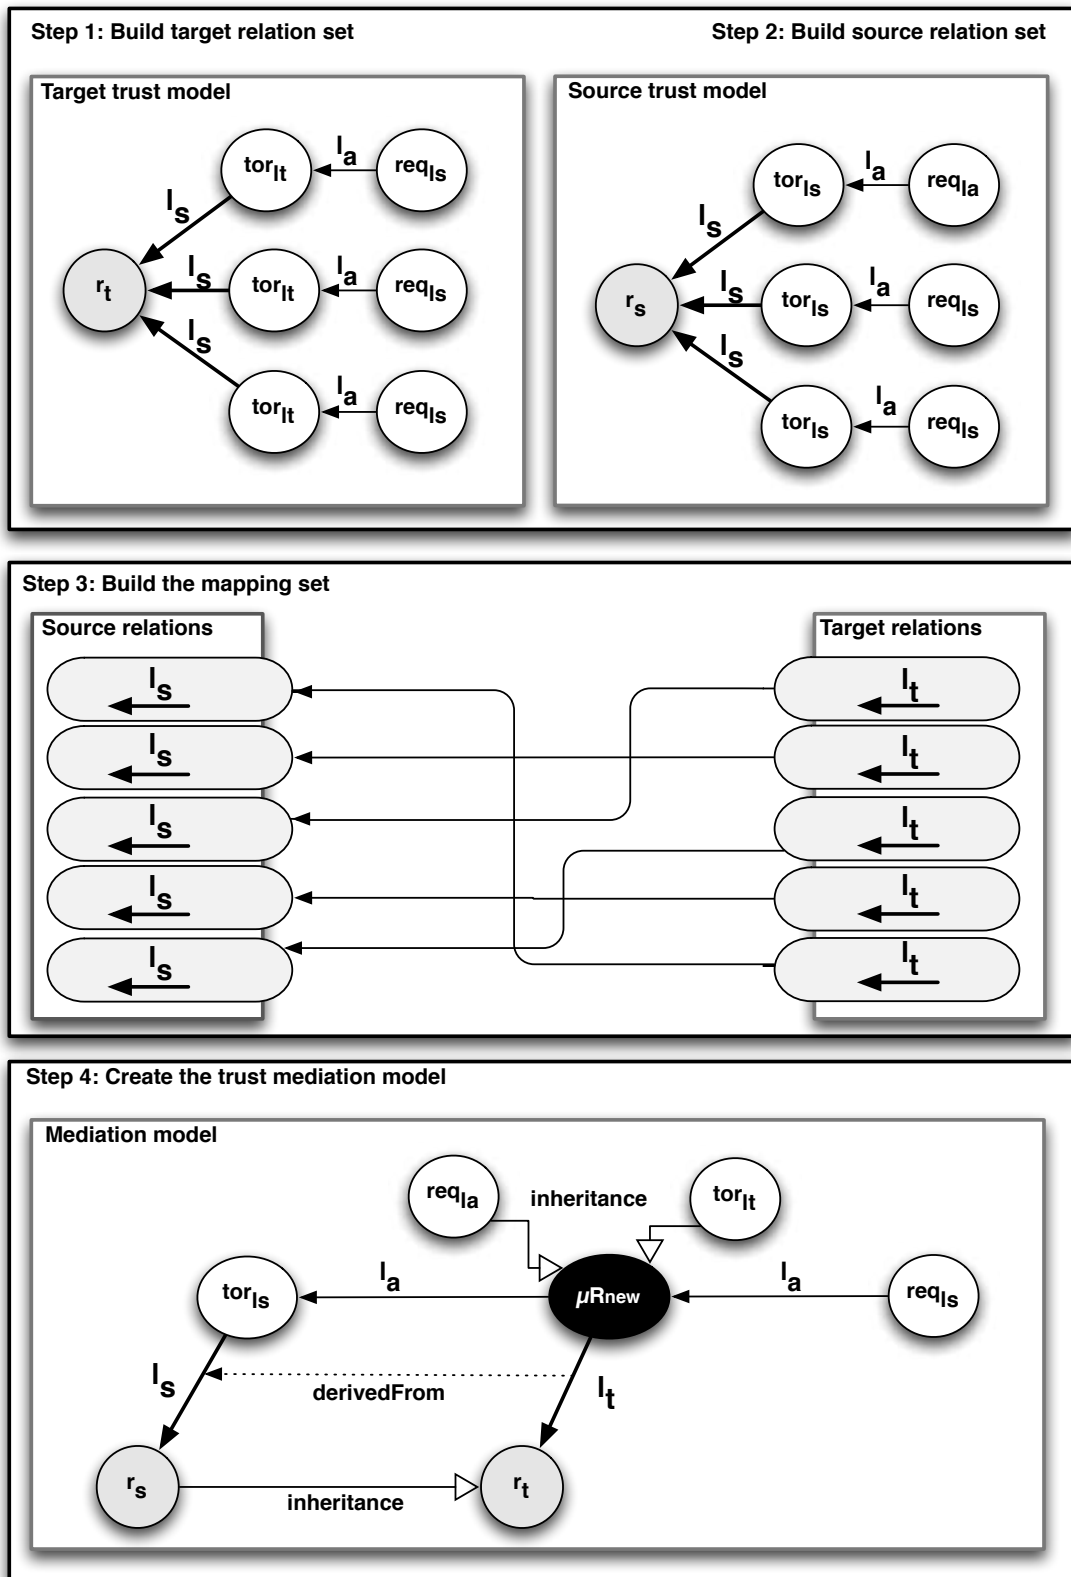 Step 1: Build target relation set
Step 2: Build source relation set
Target trust model
tor_lt
l_a
req_ls
l_s
r_t
l_s
tor_lt
l_a
req_ls
l_s
tor_lt
l_a
req_ls
Source trust model
tor_ls
l_a
req_la
l_s
r_s
l_s
tor_ls
l_a
req_ls
l_s
tor_ls
l_a
req_ls
Step 3: Build the mapping set
Source relations
Target relations
l_s
l_t
l_s
l_t
l_s
l_t
l_s
l_t
l_s
l_t
Step 4: Create the trust mediation model
Mediation model
req_la
inheritance
tor_lt
tor_ls
l_a
μRnew
l_a
req_ls
l_s
derivedFrom
l_t
r_s
inheritance
r_t